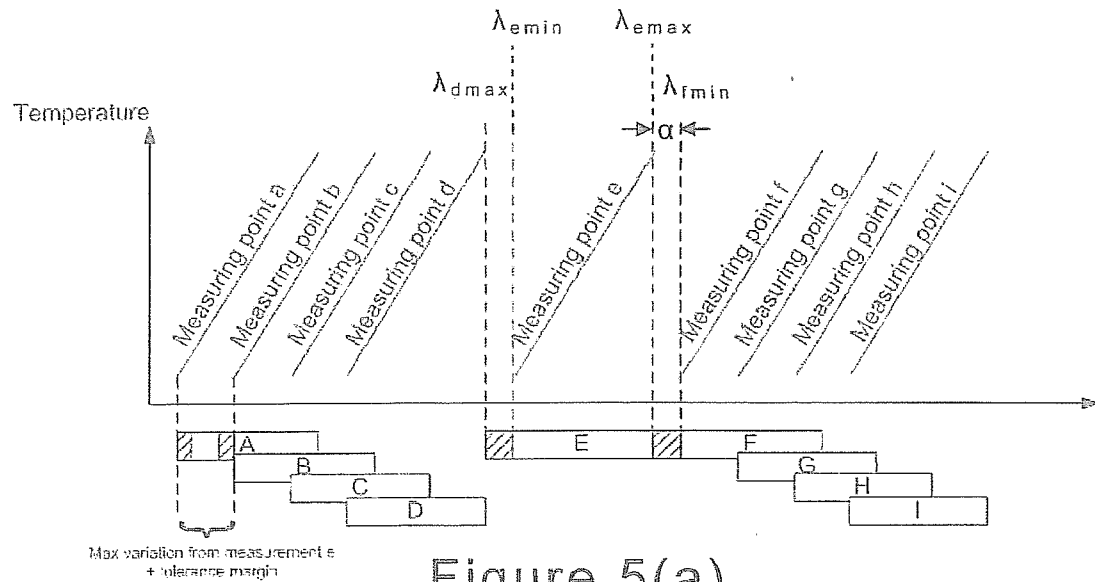 λemin
λemax
λdmax
λfmin
α
Temperature
Measuring point a
Measuring point b
Measuring point c
Measuring point d
Measuring point e
Measuring point f
Measuring point g
Measuring point h
Measuring point i
A
B
C
D
E
F
G
H
I
Max variation from measurement e
+ tolerance margin
Figure 5(a)